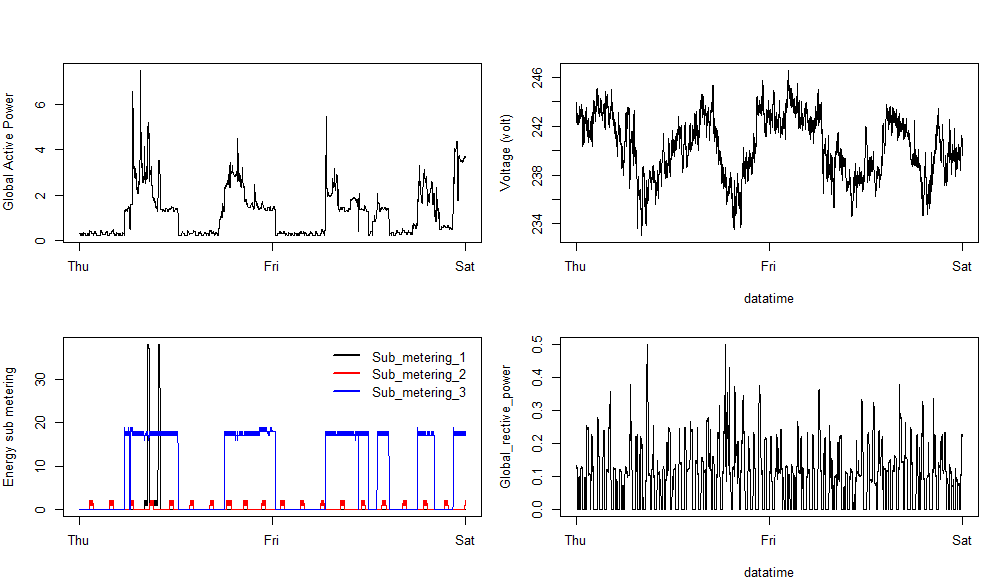 Global Active Power
0
2
4
6
Thu
Fri
Sat
Voltage (volt)
234
238
242
246
Thu
Fri
Sat
datatime
Energy sub metering
0
10
20
30
Sub_metering_1
Sub_metering_2
Sub_metering_3
Thu
Fri
Sat
Global_rective_power
0.0
0.1
0.2
0.3
0.4
0.5
Thu
Fri
Sat
datatime